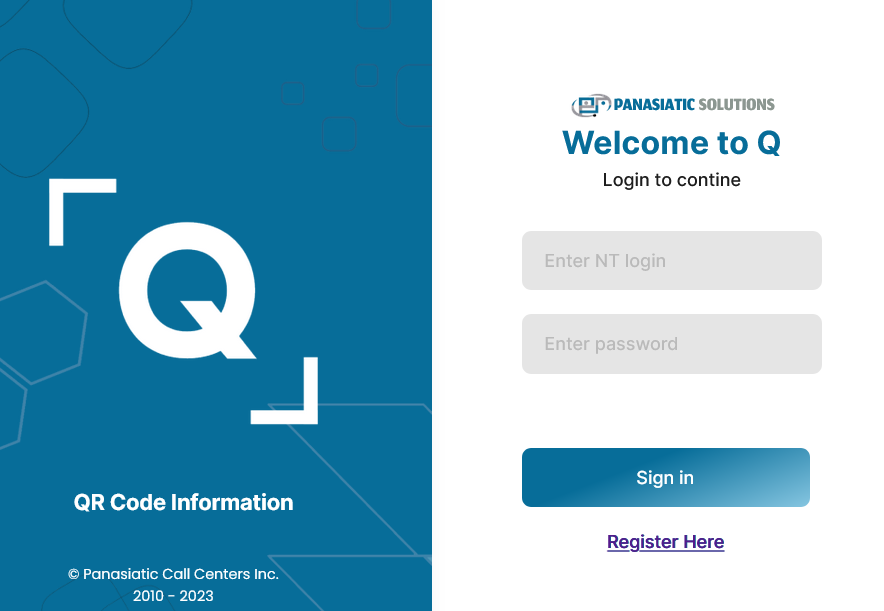 Q
QR Code Information
© Panasiatic Call Centers Inc.
2010 - 2023
PANASIATIC SOLUTIONS
Welcome to Q
Login to contine
Enter NT login
Enter password
Sign in
Register Here